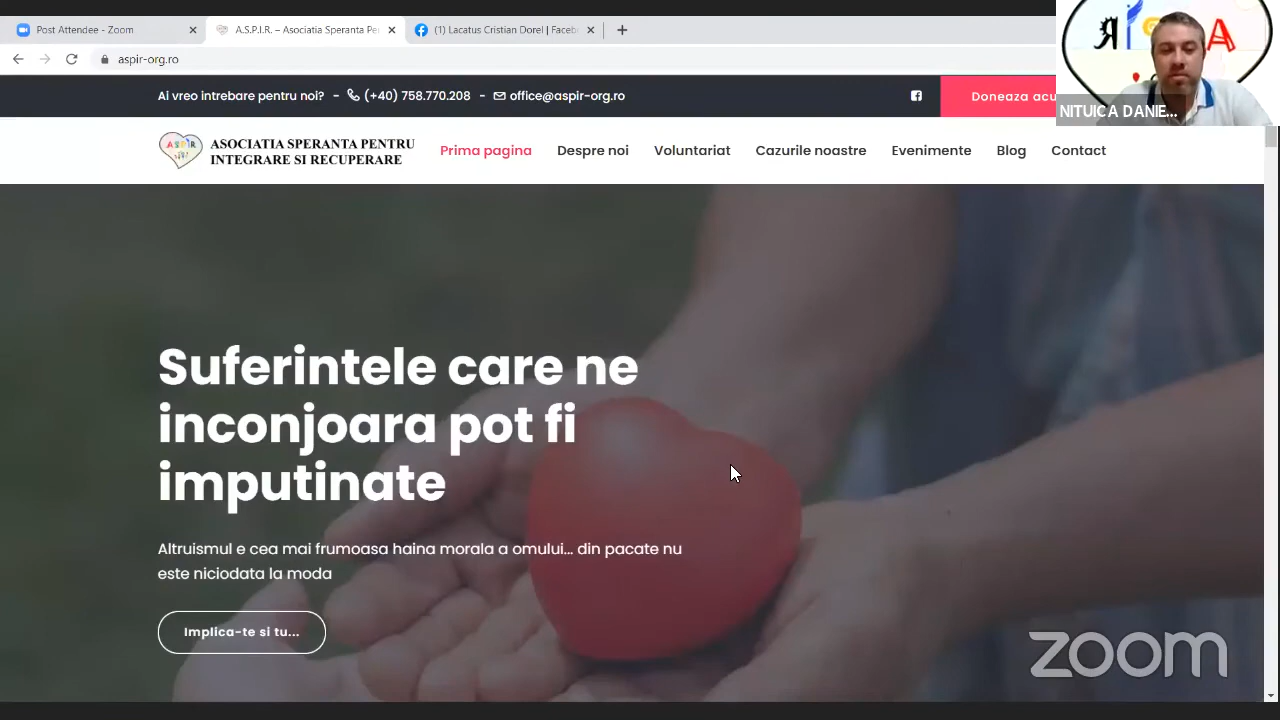 Post Attendee - Zoom
A.S.P.I.R. – Asociatia Speranta Pe
(1) Lacatus Cristian Dorel | Faceb
aspir-org.ro
Ai vreo intrebare pentru noi? - (+40) 758.770.208 - office@aspir-org.ro
Doneaza acu
NITUICA DANIE...
ASPIR
ASOCIATIA SPERANTA PENTRU
INTEGRARE SI RECUPERARE
Prima pagina Despre noi Voluntariat Cazurile noastre Evenimente Blog Contact
Suferintele care ne
inconjoara pot fi
imputinate
Altruismul e cea mai frumoasa haina morala a omului... din pacate nu
este niciodata la moda
Implica-te si tu...
zoom